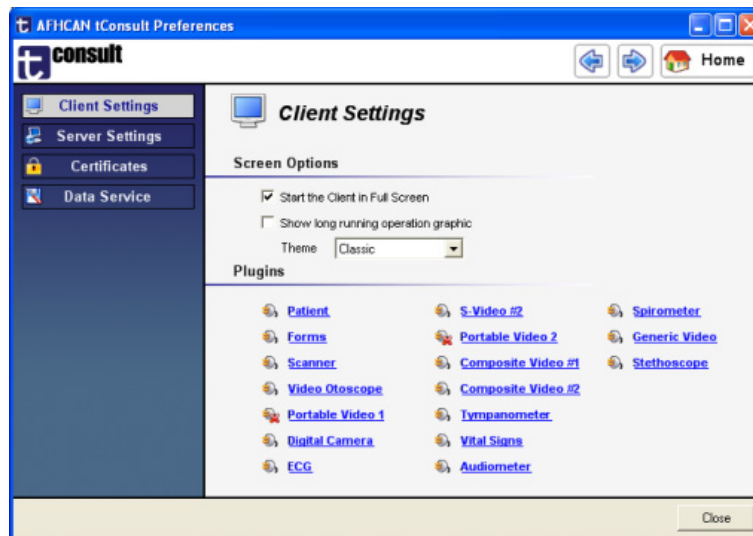 AFHCAN tConsult Preferences
tconsult
Home
Client Settings
Server Settings
Certificates
Data Service
Client Settings
Screen Options
Start the Client in Full Screen
Show long running operation graphic
Theme Classic
Plugins
Patient
Forms
Scanner
Video Otoscope
Portable Video 1
Digital Camera
ECG
S-Video #2
Portable Video 2
Composite Video #1
Composite Video #2
Tympanometer
Vital Signs
Audiometer
Spirometer
Generic Video
Stethoscope
Close